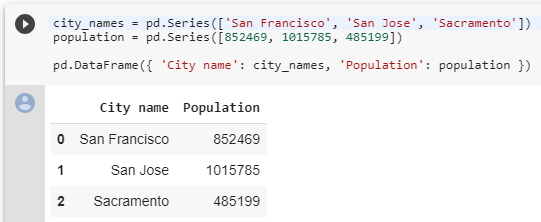 city_names = pd.Series(['San Francisco', 'San Jose', 'Sacramento'])
population = pd.Series([852469, 1015785, 485199])
pd.DataFrame({ 'City name': city_names, 'Population': population })
City name Population
0 San Francisco 852469
1 San Jose 1015785
2 Sacramento 485199